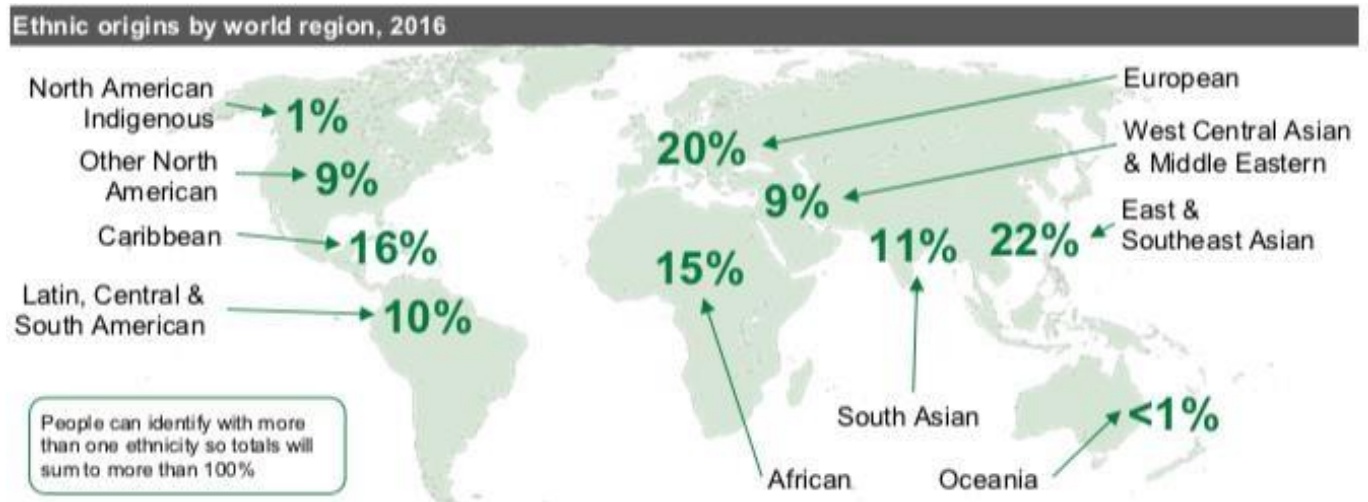 Ethnic origins by world region, 2016
North American
Indigenous
1%
Other North
American
9%
Caribbean
16%
Latin, Central &
South American
10%
European
20%
West Central Asian
& Middle Eastern
9%
East &
Southeast Asian
22%
11%
South Asian
15%
African
<1%
Oceania
People can identify with more
than one ethnicity so totals will
sum to more than 100%